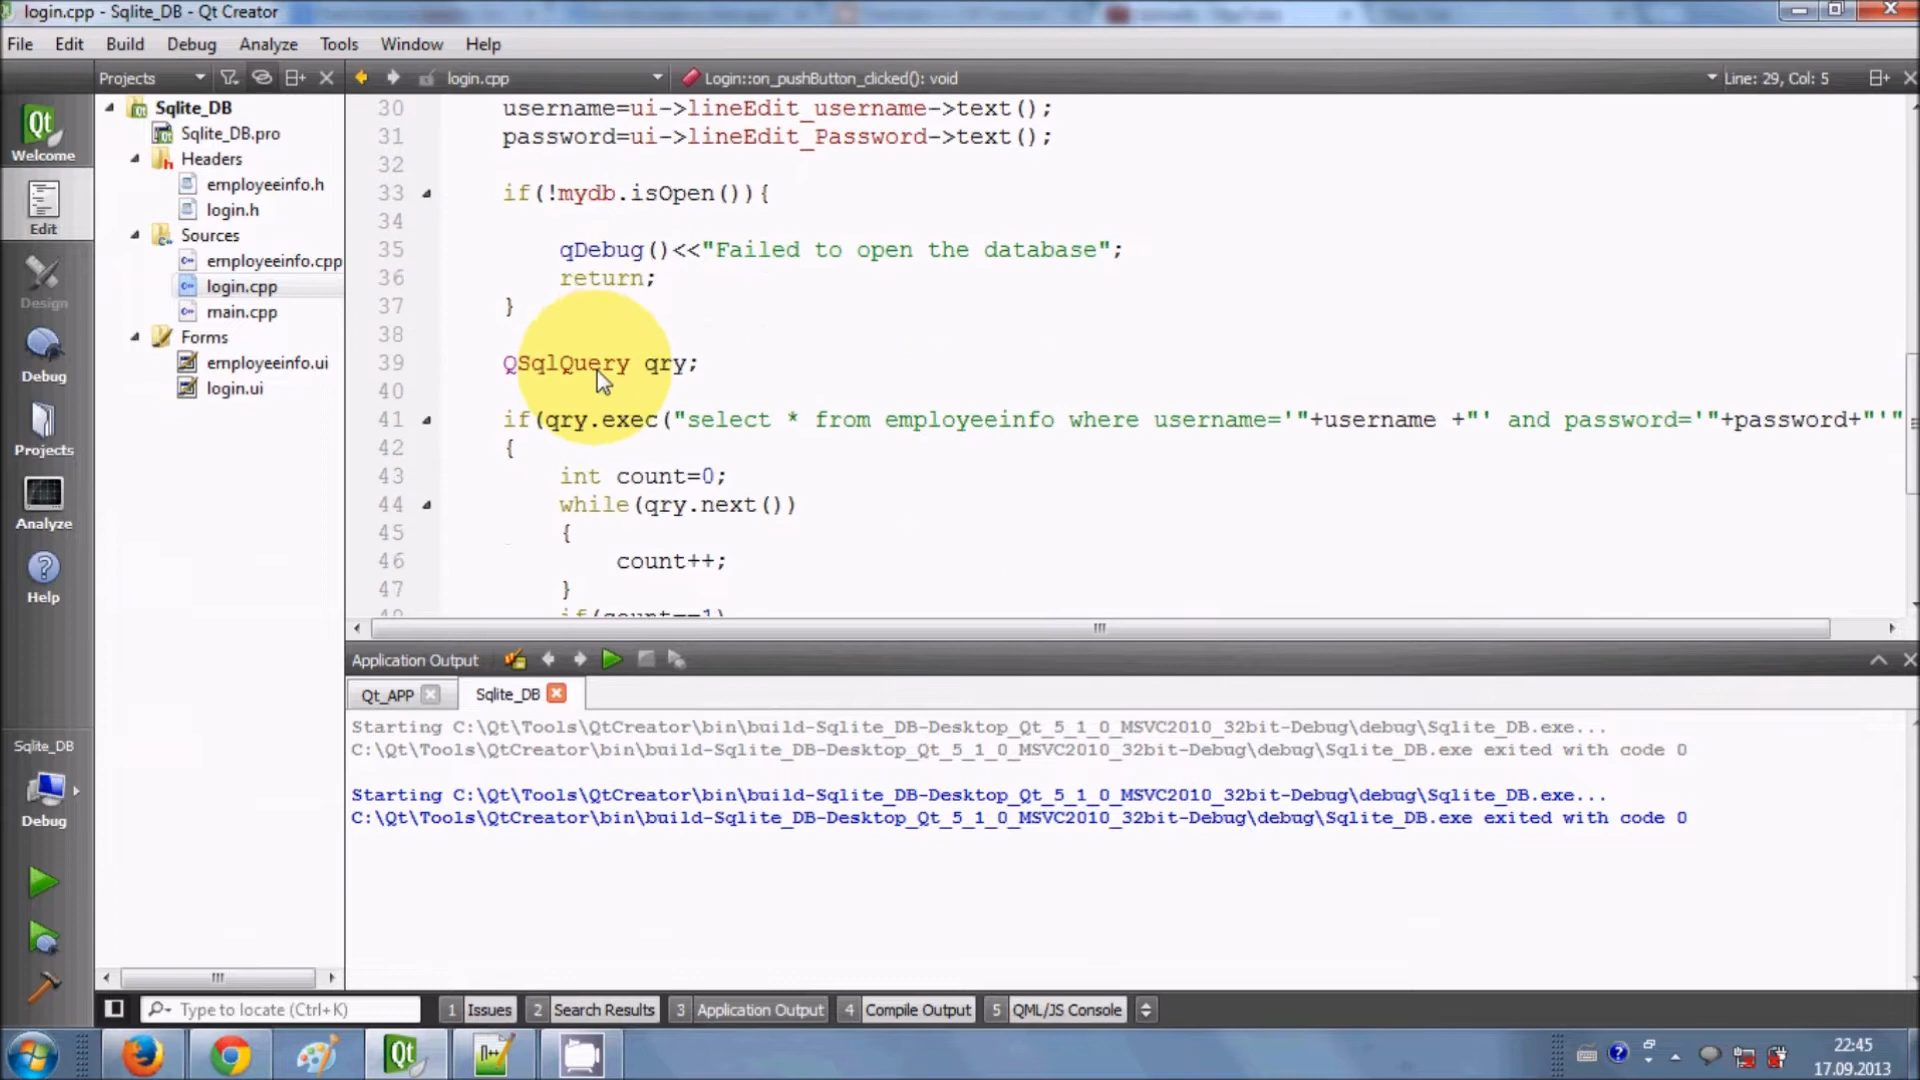 login.cpp - Sqlite_DB - Qt Creator
File Edit Build Debug Analyze Tools Window Help
Projects login.cpp Login::on_pushButton_clicked(): void Line: 29, Col: 5
Qt
Welcome
Edit
Design
Debug
Projects
Analyze
Help
Sqlite_DB
Debug
Sqlite_DB
Sqlite_DB.pro
Headers
employeeinfo.h
login.h
Sources
employeeinfo.cpp
login.cpp
main.cpp
Forms
employeeinfo.ui
login.ui
30 username=ui->lineEdit_username->text();
31 password=ui->lineEdit_Password->text();
32
33 if(!mydb.isOpen()){
34
35 qDebug()<<"Failed to open the database";
36 return;
37 }
38
39 QSqlQuery qry;
40
41 if(qry.exec("select * from employeeinfo where username='"+username +"' and password='"+password+"'"
42 {
43 int count=0;
44 while(qry.next())
45 {
46 count++;
47 }
48 if(count==1)
Application Output
Qt_APP Sqlite_DB
Starting C:\Qt\Tools\QtCreator\bin\build-Sqlite_DB-Desktop_Qt_5_1_0_MSVC2010_32bit-Debug\debug\Sqlite_DB.exe...
C:\Qt\Tools\QtCreator\bin\build-Sqlite_DB-Desktop_Qt_5_1_0_MSVC2010_32bit-Debug\debug\Sqlite_DB.exe exited with code 0
Starting C:\Qt\Tools\QtCreator\bin\build-Sqlite_DB-Desktop_Qt_5_1_0_MSVC2010_32bit-Debug\debug\Sqlite_DB.exe...
C:\Qt\Tools\QtCreator\bin\build-Sqlite_DB-Desktop_Qt_5_1_0_MSVC2010_32bit-Debug\debug\Sqlite_DB.exe exited with code 0
Type to locate (Ctrl+K) 1 Issues 2 Search Results 3 Application Output 4 Compile Output 5 QML/JS Console
22:45
17.09.2013